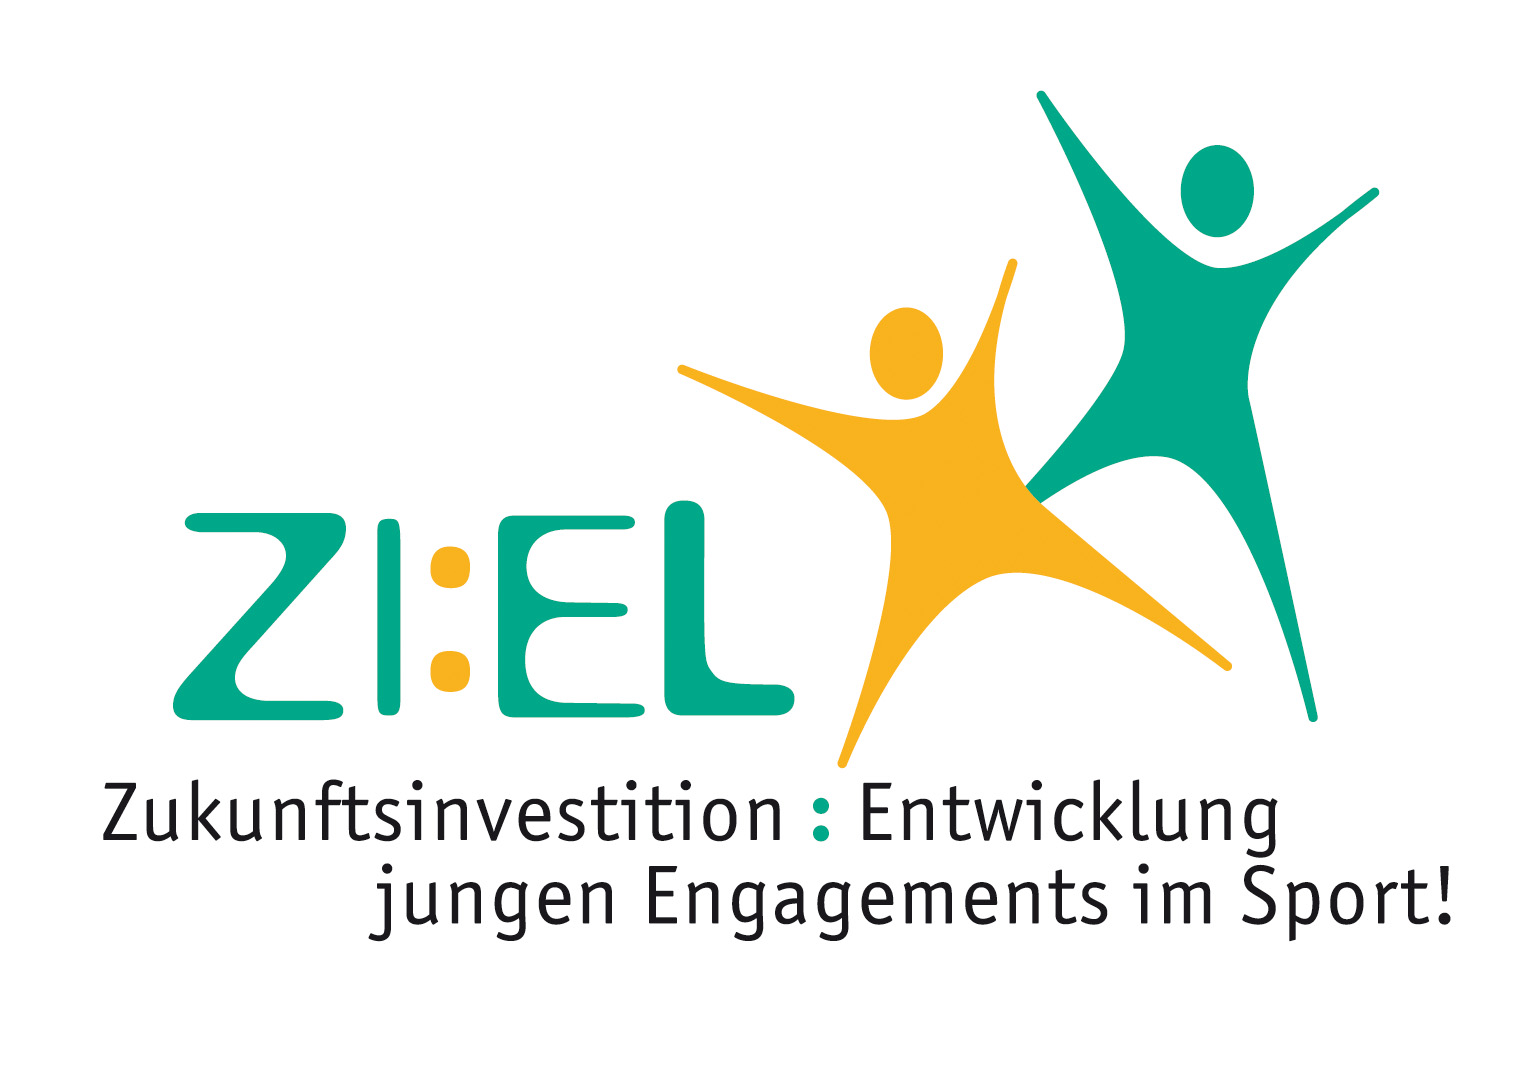 ZI:EL
Zukunftsinvestition : Entwicklung
jungen Engagements im Sport!